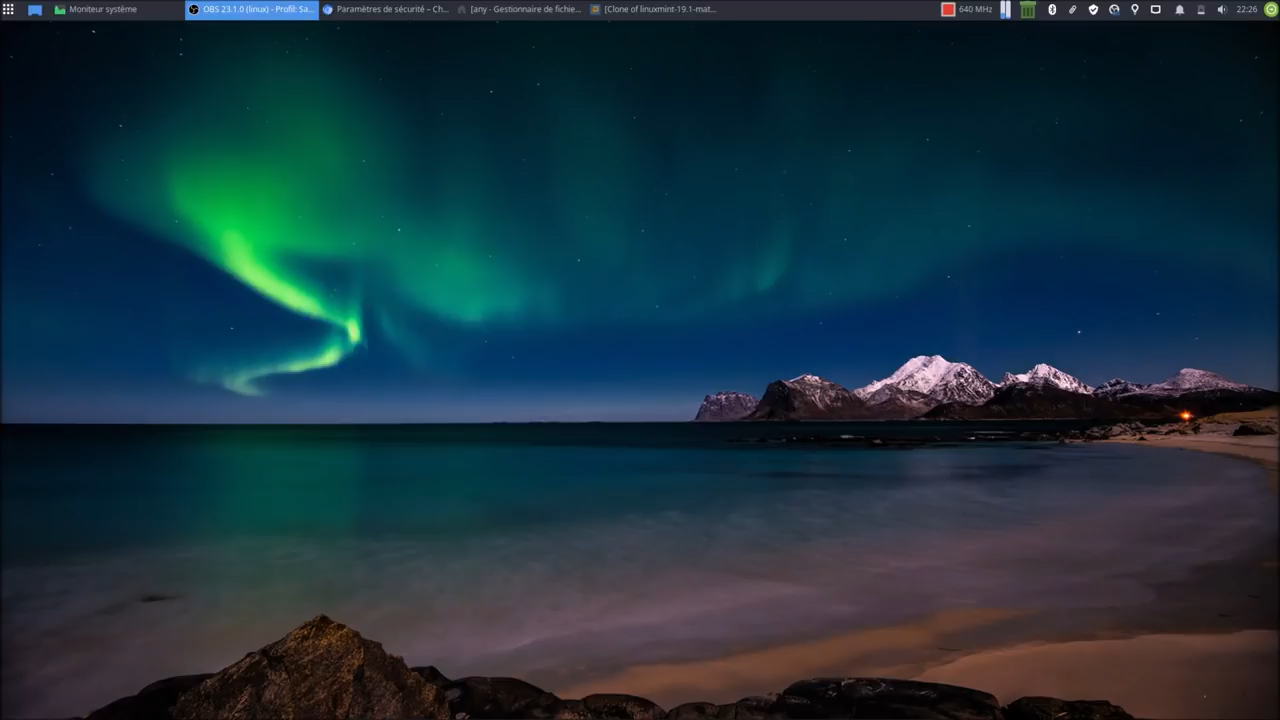 Moniteur système
OBS 23.1.0 (linux) - Profil: Sa...
Paramètres de sécurité – Ch...
[any - Gestionnaire de fichie...
[Clone of linuxmint-19.1-mat...
640 MHz
22:26